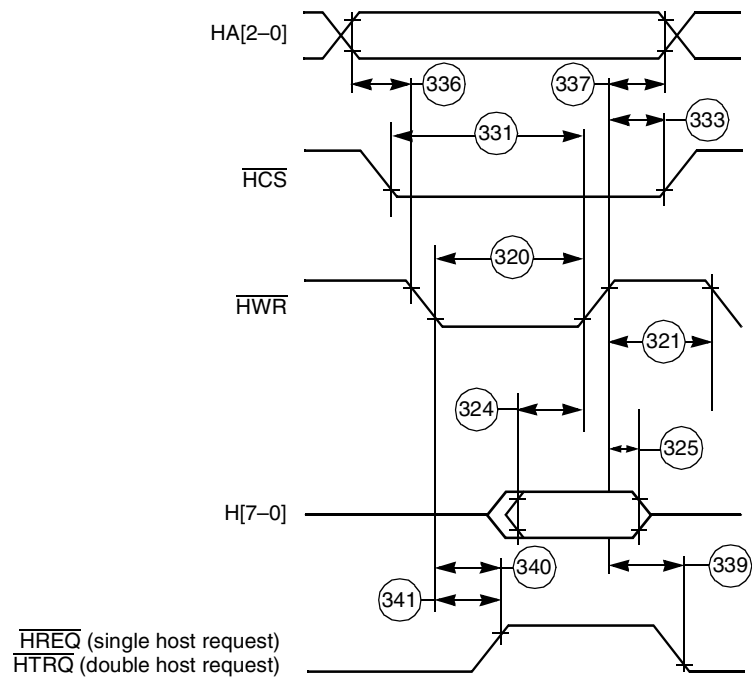 HA[2–0]
336
337
333
331
HCS
320
HWR
321
324
325
H[7–0]
340
339
341
HREQ (single host request)
HTRQ (double host request)